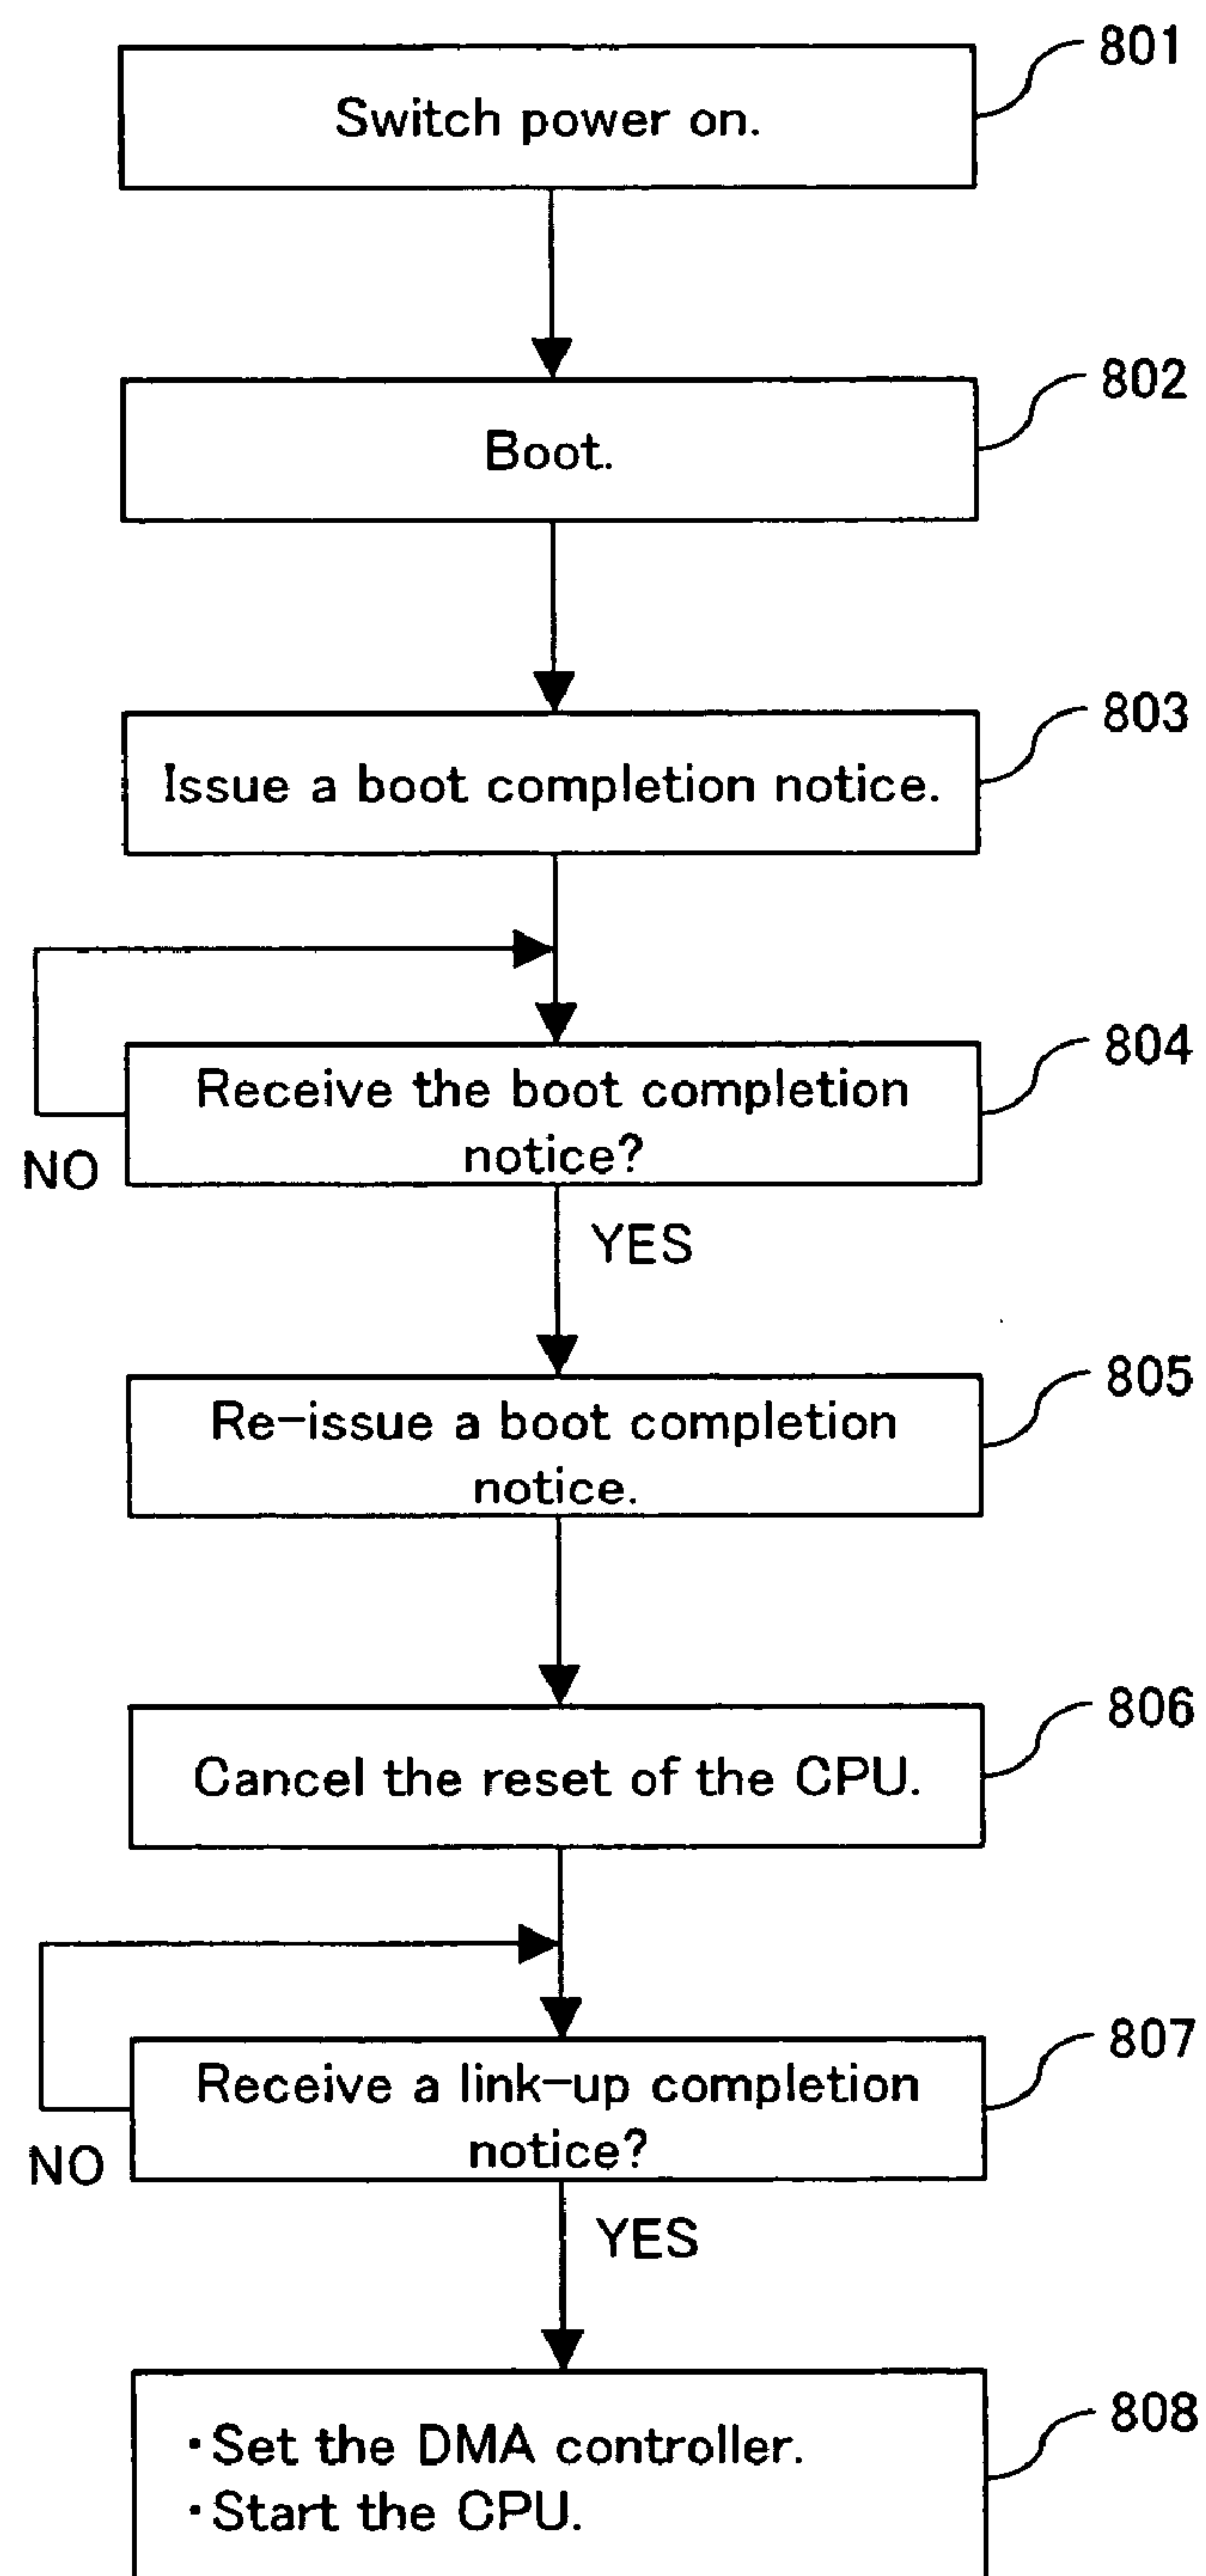 801
Switch power on.
802
Boot.
803
Issue a boot completion notice.
804
Receive the boot completion
notice?
NO
YES
805
Re-issue a boot completion
notice.
806
Cancel the reset of the CPU.
807
Receive a link-up completion
notice?
NO
YES
808
・Set the DMA controller.
・Start the CPU.